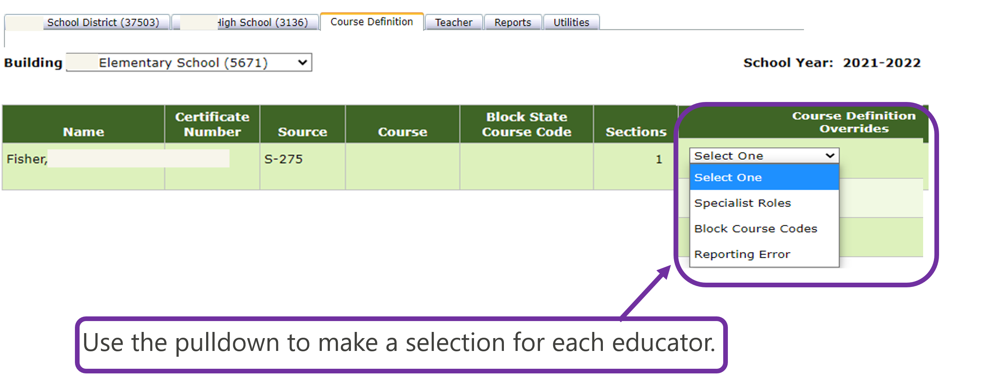 School District (37503) High School (3136) Course Definition Teacher Reports Utilities
Building Elementary School (5671) School Year: 2021-2022
Name Certificate Number Source Course Block State Course Code Sections Course Definition Overrides
Fisher, S-275 1 Select One
Select One
Specialist Roles
Block Course Codes
Reporting Error
Use the pulldown to make a selection for each educator.